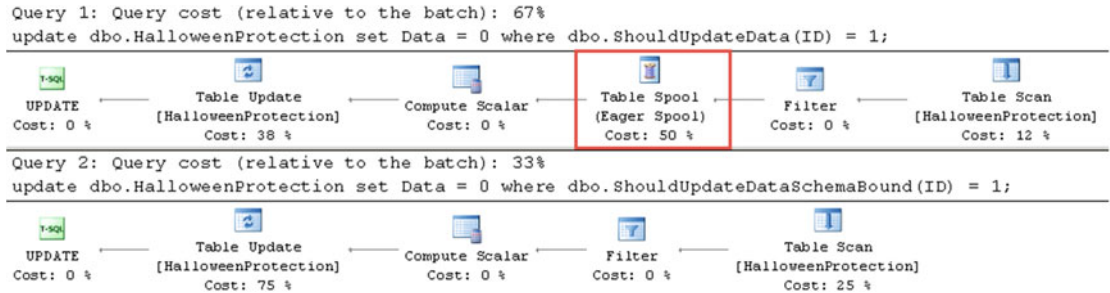 Query 1: Query cost (relative to the batch): 67%
update dbo.HalloweenProtection set Data = 0 where dbo.ShouldUpdateData(ID) = 1;
T-SQL
UPDATE
Cost: 0 %
Table Update
[HalloweenProtection]
Cost: 38 %
Compute Scalar
Cost: 0 %
Table Spool
(Eager Spool)
Cost: 50 %
Filter
Cost: 0 %
Table Scan
[HalloweenProtection]
Cost: 12 %
Query 2: Query cost (relative to the batch): 33%
update dbo.HalloweenProtection set Data = 0 where dbo.ShouldUpdateDataSchemaBound(ID) = 1;
T-SQL
UPDATE
Cost: 0 %
Table Update
[HalloweenProtection]
Cost: 75 %
Compute Scalar
Cost: 0 %
Filter
Cost: 0 %
Table Scan
[HalloweenProtection]
Cost: 25 %